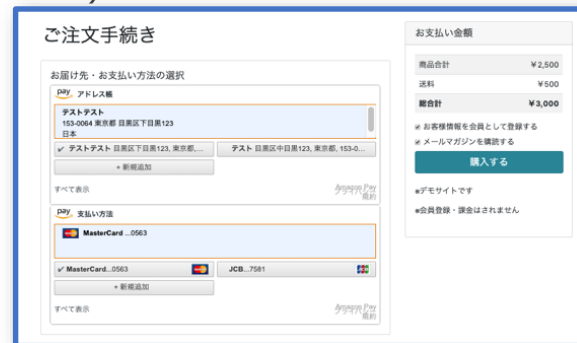 ご注文手続き
お届け先・お支払い方法の選択
pay アドレス帳
テストテスト
153-0064 東京都 目黒区下目黒123
日本
✔ テストテスト 目黒区下目黒123, 東京都,...
テスト 目黒区中目黒123, 東京都, 153-0...
+ 新規追加
すべて表示
Amazon Pay
規約
pay 支払い方法
MasterCard ...0563
✔ MasterCard...0563
JCB...7581
JCB
+ 新規追加
すべて表示
Amazon Pay
規約
お支払い金額
商品合計 ¥2,500
送料 ¥500
総合計 ¥3,000
お客様情報を会員として登録する
メールマガジンを購読する
購入する
※デモサイトです
※会員登録・課金はされません